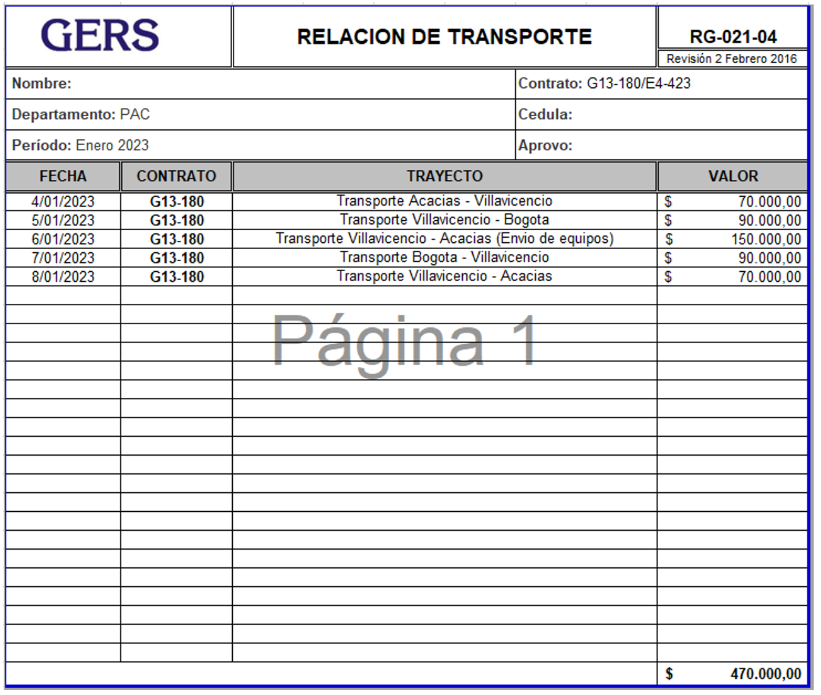 GERS
RELACION DE TRANSPORTE
RG-021-04
Revisión 2 Febrero 2016
Nombre:
Contrato: G13-180/E4-423
Departamento: PAC
Cedula:
Período: Enero 2023
Aprovo:
FECHA CONTRATO TRAYECTO VALOR
4/01/2023 G13-180 Transporte Acacias - Villavicencio $ 70.000,00
5/01/2023 G13-180 Transporte Villavicencio - Bogota $ 90.000,00
6/01/2023 G13-180 Transporte Villavicencio - Acacias (Envio de equipos) $ 150.000,00
7/01/2023 G13-180 Transporte Bogota - Villavicencio $ 90.000,00
8/01/2023 G13-180 Transporte Villavicencio - Acacias $ 70.000,00
Página 1
$ 470.000,00